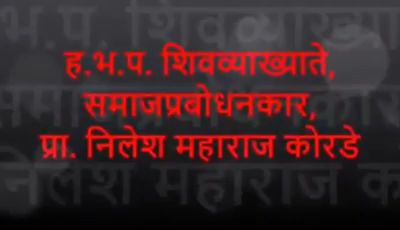 ह.भ.प. शिवव्याख्याते,
समाजप्रबोधनकार,
प्रा. निलेश महाराज कोरडे